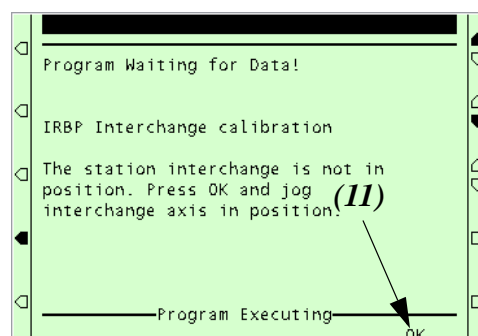 Program Waiting for Data!
IRBP Interchange calibration
The station interchange is not in
position. Press OK and jog
interchange axis in position.
(11)
Program Executing
OK